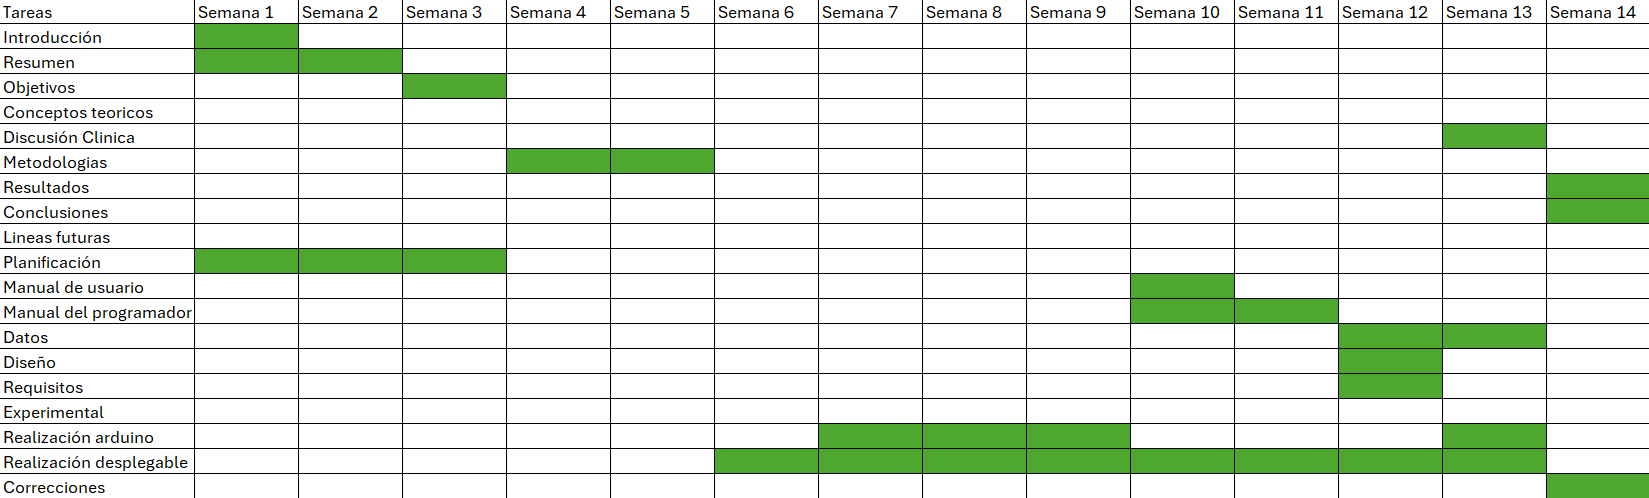 Tareas Semana 1 Semana 2 Semana 3 Semana 4 Semana 5 Semana 6 Semana 7 Semana 8 Semana 9 Semana 10 Semana 11 Semana 12 Semana 13 Semana 14
Introducción
Resumen
Objetivos
Conceptos teoricos
Discusión Clinica
Metodologias
Resultados
Conclusiones
Lineas futuras
Planificación
Manual de usuario
Manual del programador
Datos
Diseño
Requisitos
Experimental
Realización arduino
Realización desplegable
Correcciones